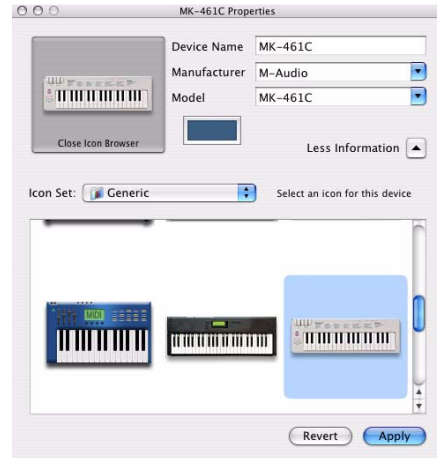 MK-461C Properties
Device Name MK-461C
Manufacturer M-Audio
Model MK-461C
Close Icon Browser
Less Information
Icon Set: Generic Select an icon for this device
MIDI
Revert Apply